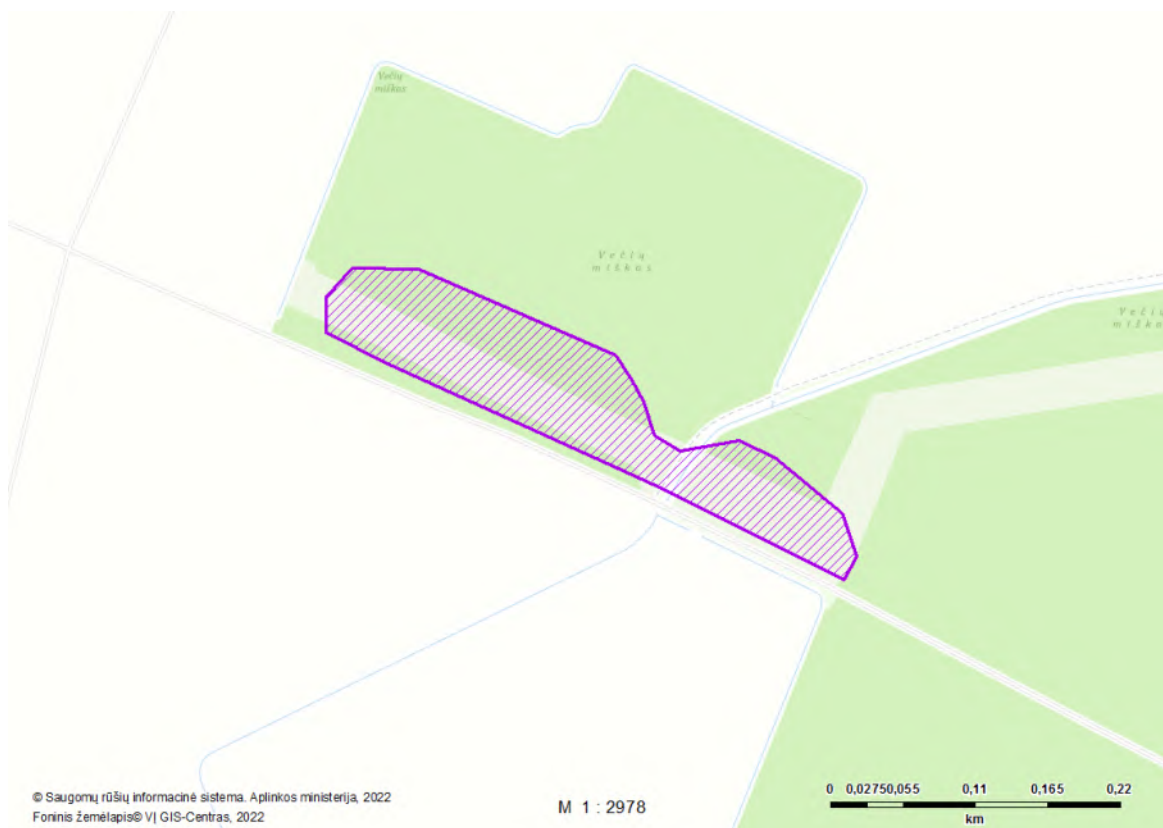 Večių
miškas
Večių
miškas
Večių
© Saugomų rūšių informacinė sistema. Aplinkos ministerija, 2022
Foninis žemėlapis© VĮ GIS-Centras, 2022
M 1 : 2978
0 0,02750,055 0,11 0,165 0,22
km